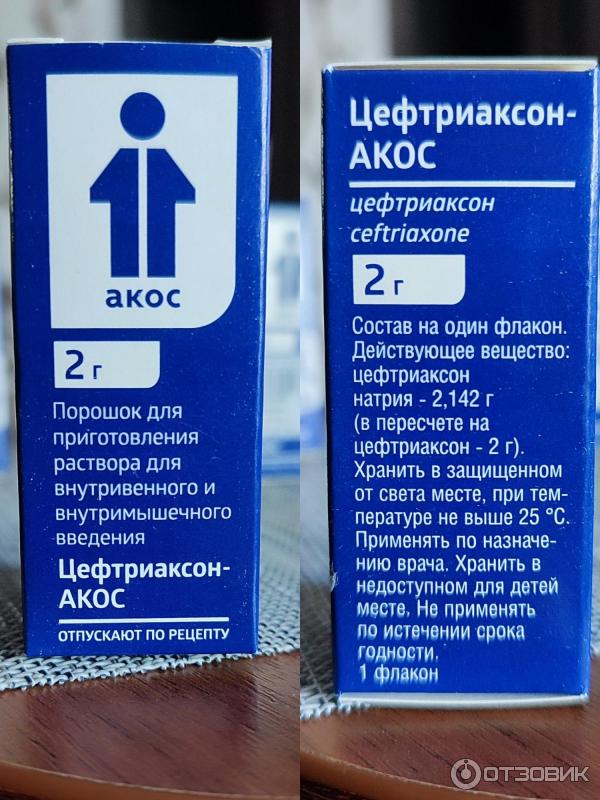 акос
2 г
Порошок для
приготовления
раствора для
внутривенного и
внутримышечного
введения
Цефтриаксон-
АКОС
ОТПУСКАЮТ ПО РЕЦЕПТУ
Цефтриаксон-
АКОС
цефтриаксон
ceftriaxone
2 г
Состав на один флакон.
Действующее вещество:
цефтриаксон
натрия - 2,142 г
(в пересчете на
цефтриаксон - 2 г).
Хранить в защищенном
от света месте, при тем-
пературе не выше 25 °С.
Применять по назначе-
нию врача. Хранить в
недоступном для детей
месте. Не применять
по истечении срока
годности.
1 флакон
ОТЗОВИК